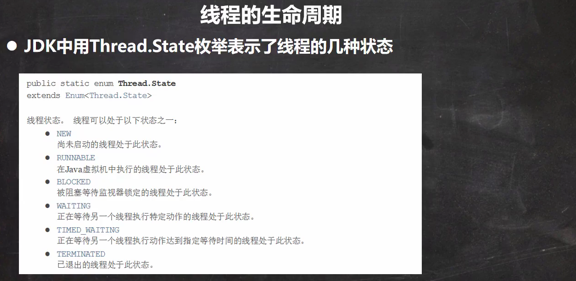 线程的生命周期
JDK中用Thread.State枚举表示了线程的几种状态
public static enum Thread.State
extends Enum<Thread.State>
线程状态。 线程可以处于以下状态之一：
NEW
尚未启动的线程处于此状态。
RUNNABLE
在Java虚拟机中执行的线程处于此状态。
BLOCKED
被阻塞等待监视器锁定的线程处于此状态。
WAITING
正在等待另一个线程执行特定动作的线程处于此状态。
TIMED_WAITING
正在等待另一个线程执行动作达到指定等待时间的线程处于此状态。
TERMINATED
已退出的线程处于此状态。